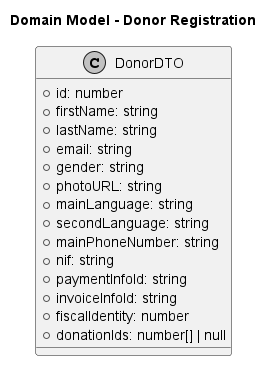 Domain Model - Donor Registration
C DonorDTO
id: number
firstName: string
lastName: string
email: string
gender: string
photoURL: string
mainLanguage: string
secondLanguage: string
mainPhoneNumber: string
nif: string
paymentInfoId: string
invoiceInfoId: string
fiscalIdentity: number
donationIds: number[] | null